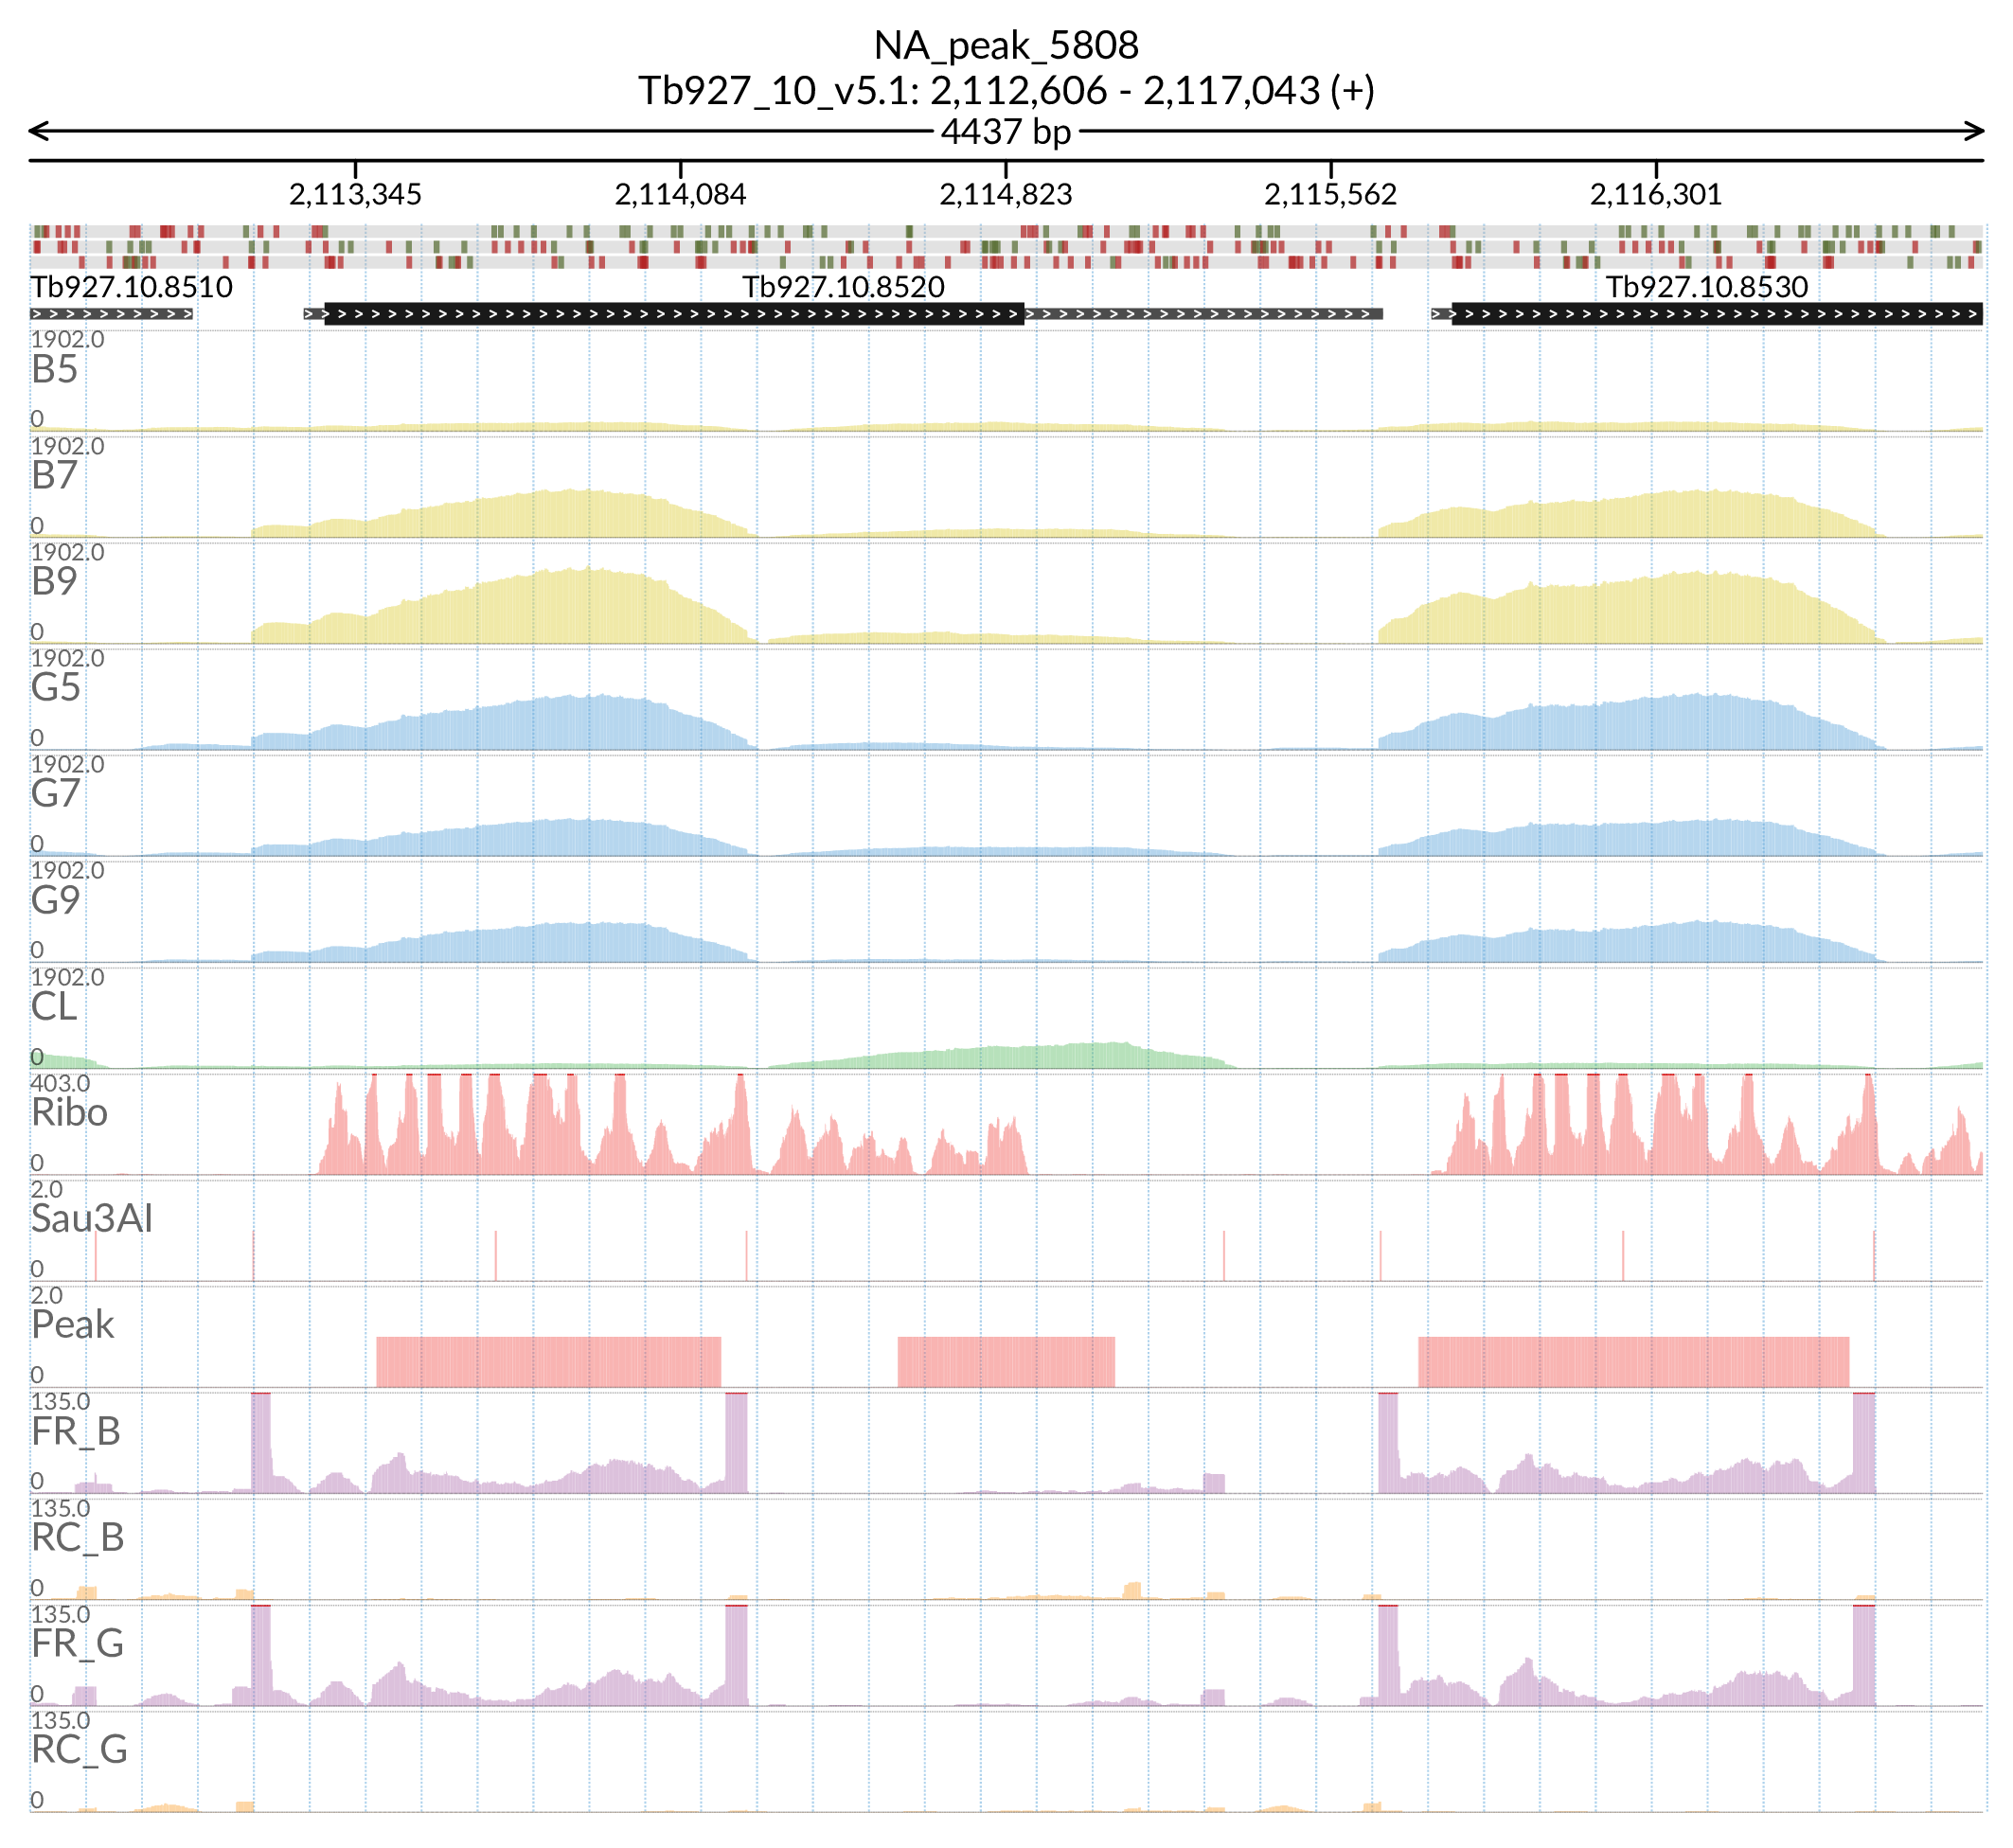 NA_peak_5808
Tb927_10_v5.1: 2,112,606 - 2,117,043 (+)
4437 bp
2,113,345 2,114,084 2,114,823 2,115,562 2,116,301
Tb927.10.8510 Tb927.10.8520 Tb927.10.8530
1902.0
B5
0
1902.0
B7
0
1902.0
B9
0
1902.0
G5
0
1902.0
G7
0
1902.0
G9
0
1902.0
CL
0
403.0
Ribo
0
2.0
Sau3AI
0
2.0
Peak
0
135.0
FR_B
0
135.0
RC_B
0
135.0
FR_G
0
135.0
RC_G
0